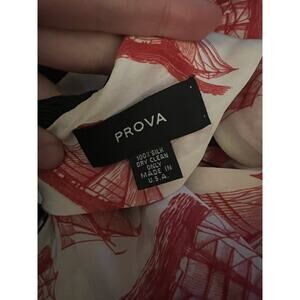 PROVA
100% SILK
DRY CLEAN
ONLY
MADE IN
U.S.A.